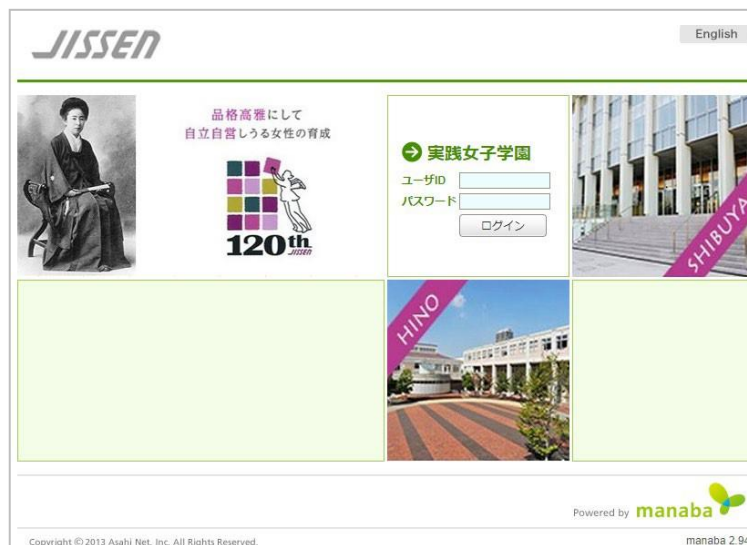 JISSEN
English
品格高雅にして
自立自営しうる女性の育成
120th
JISSEN
実践女子学園
ユーザID
パスワード
ログイン
SHIBUYA
HINO
Powered by manaba
Copyright © 2013 Asahi Net, Inc. All Rights Reserved.
manaba 2.94